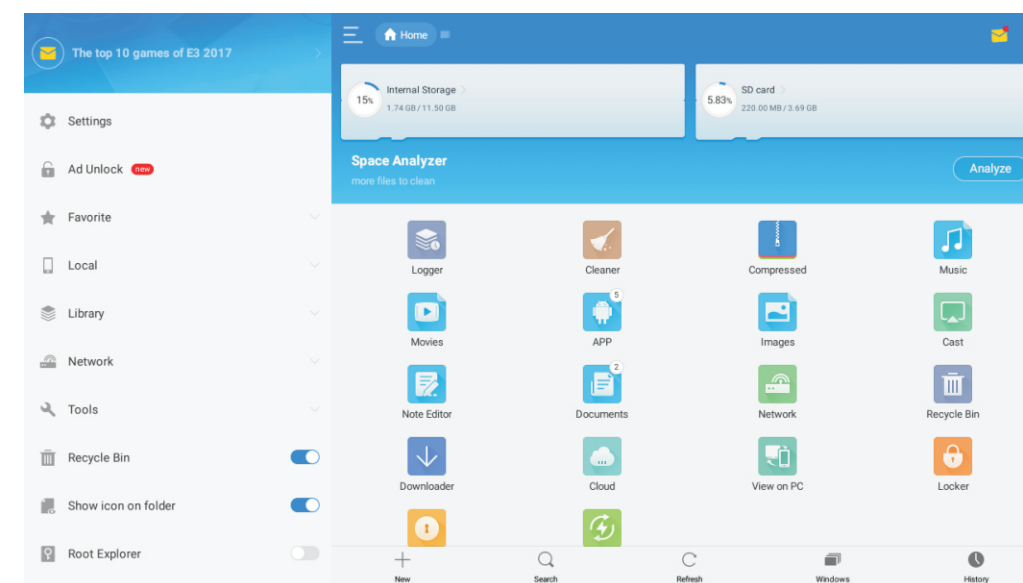 The top 10 games of E3 2017
Settings
Ad Unlock new
Favorite
Local
Library
Network
Tools
Recycle Bin
Show icon on folder
Root Explorer
Home
15%
Internal Storage
1.74 GB / 11.50 GB
5.83%
SD card
220.00 MB / 3.69 GB
Space Analyzer
more files to clean
Analyze
Logger
Cleaner
Compressed
Music
5
Movies
APP
Images
Cast
2
Note Editor
Documents
Network
Recycle Bin
Downloader
Cloud
View on PC
Locker
New
Search
Refresh
Windows
History